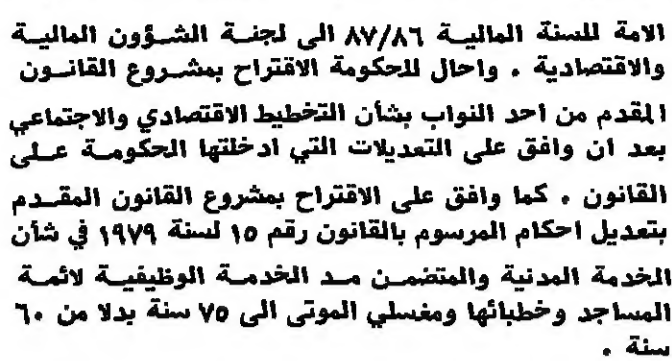 الامة للسنة المالية ٨٧/٨٦ الى لجنة الشؤون المالية
والاقتصادية . واحال للحكومة الاقتراح بمشروع القانون
المقدم من احد النواب بشأن التخطيط الاقتصادي والاجتماعي
بعد ان وافق على التعديلات التي ادخلتها الحكومة على
القانون . كما وافق على الاقتراح بمشروع القانون المقدم
بتعديل احكام المرسوم بالقانون رقم ١٥ لسنة ١٩٧٩ في شأن
الخدمة المدنية والمتضمن مد الخدمة الوظيفية لائمة
المساجد وخطبائها ومغسلي الموتى الى ٧٥ سنة بدلا من ٦٠
سنة .